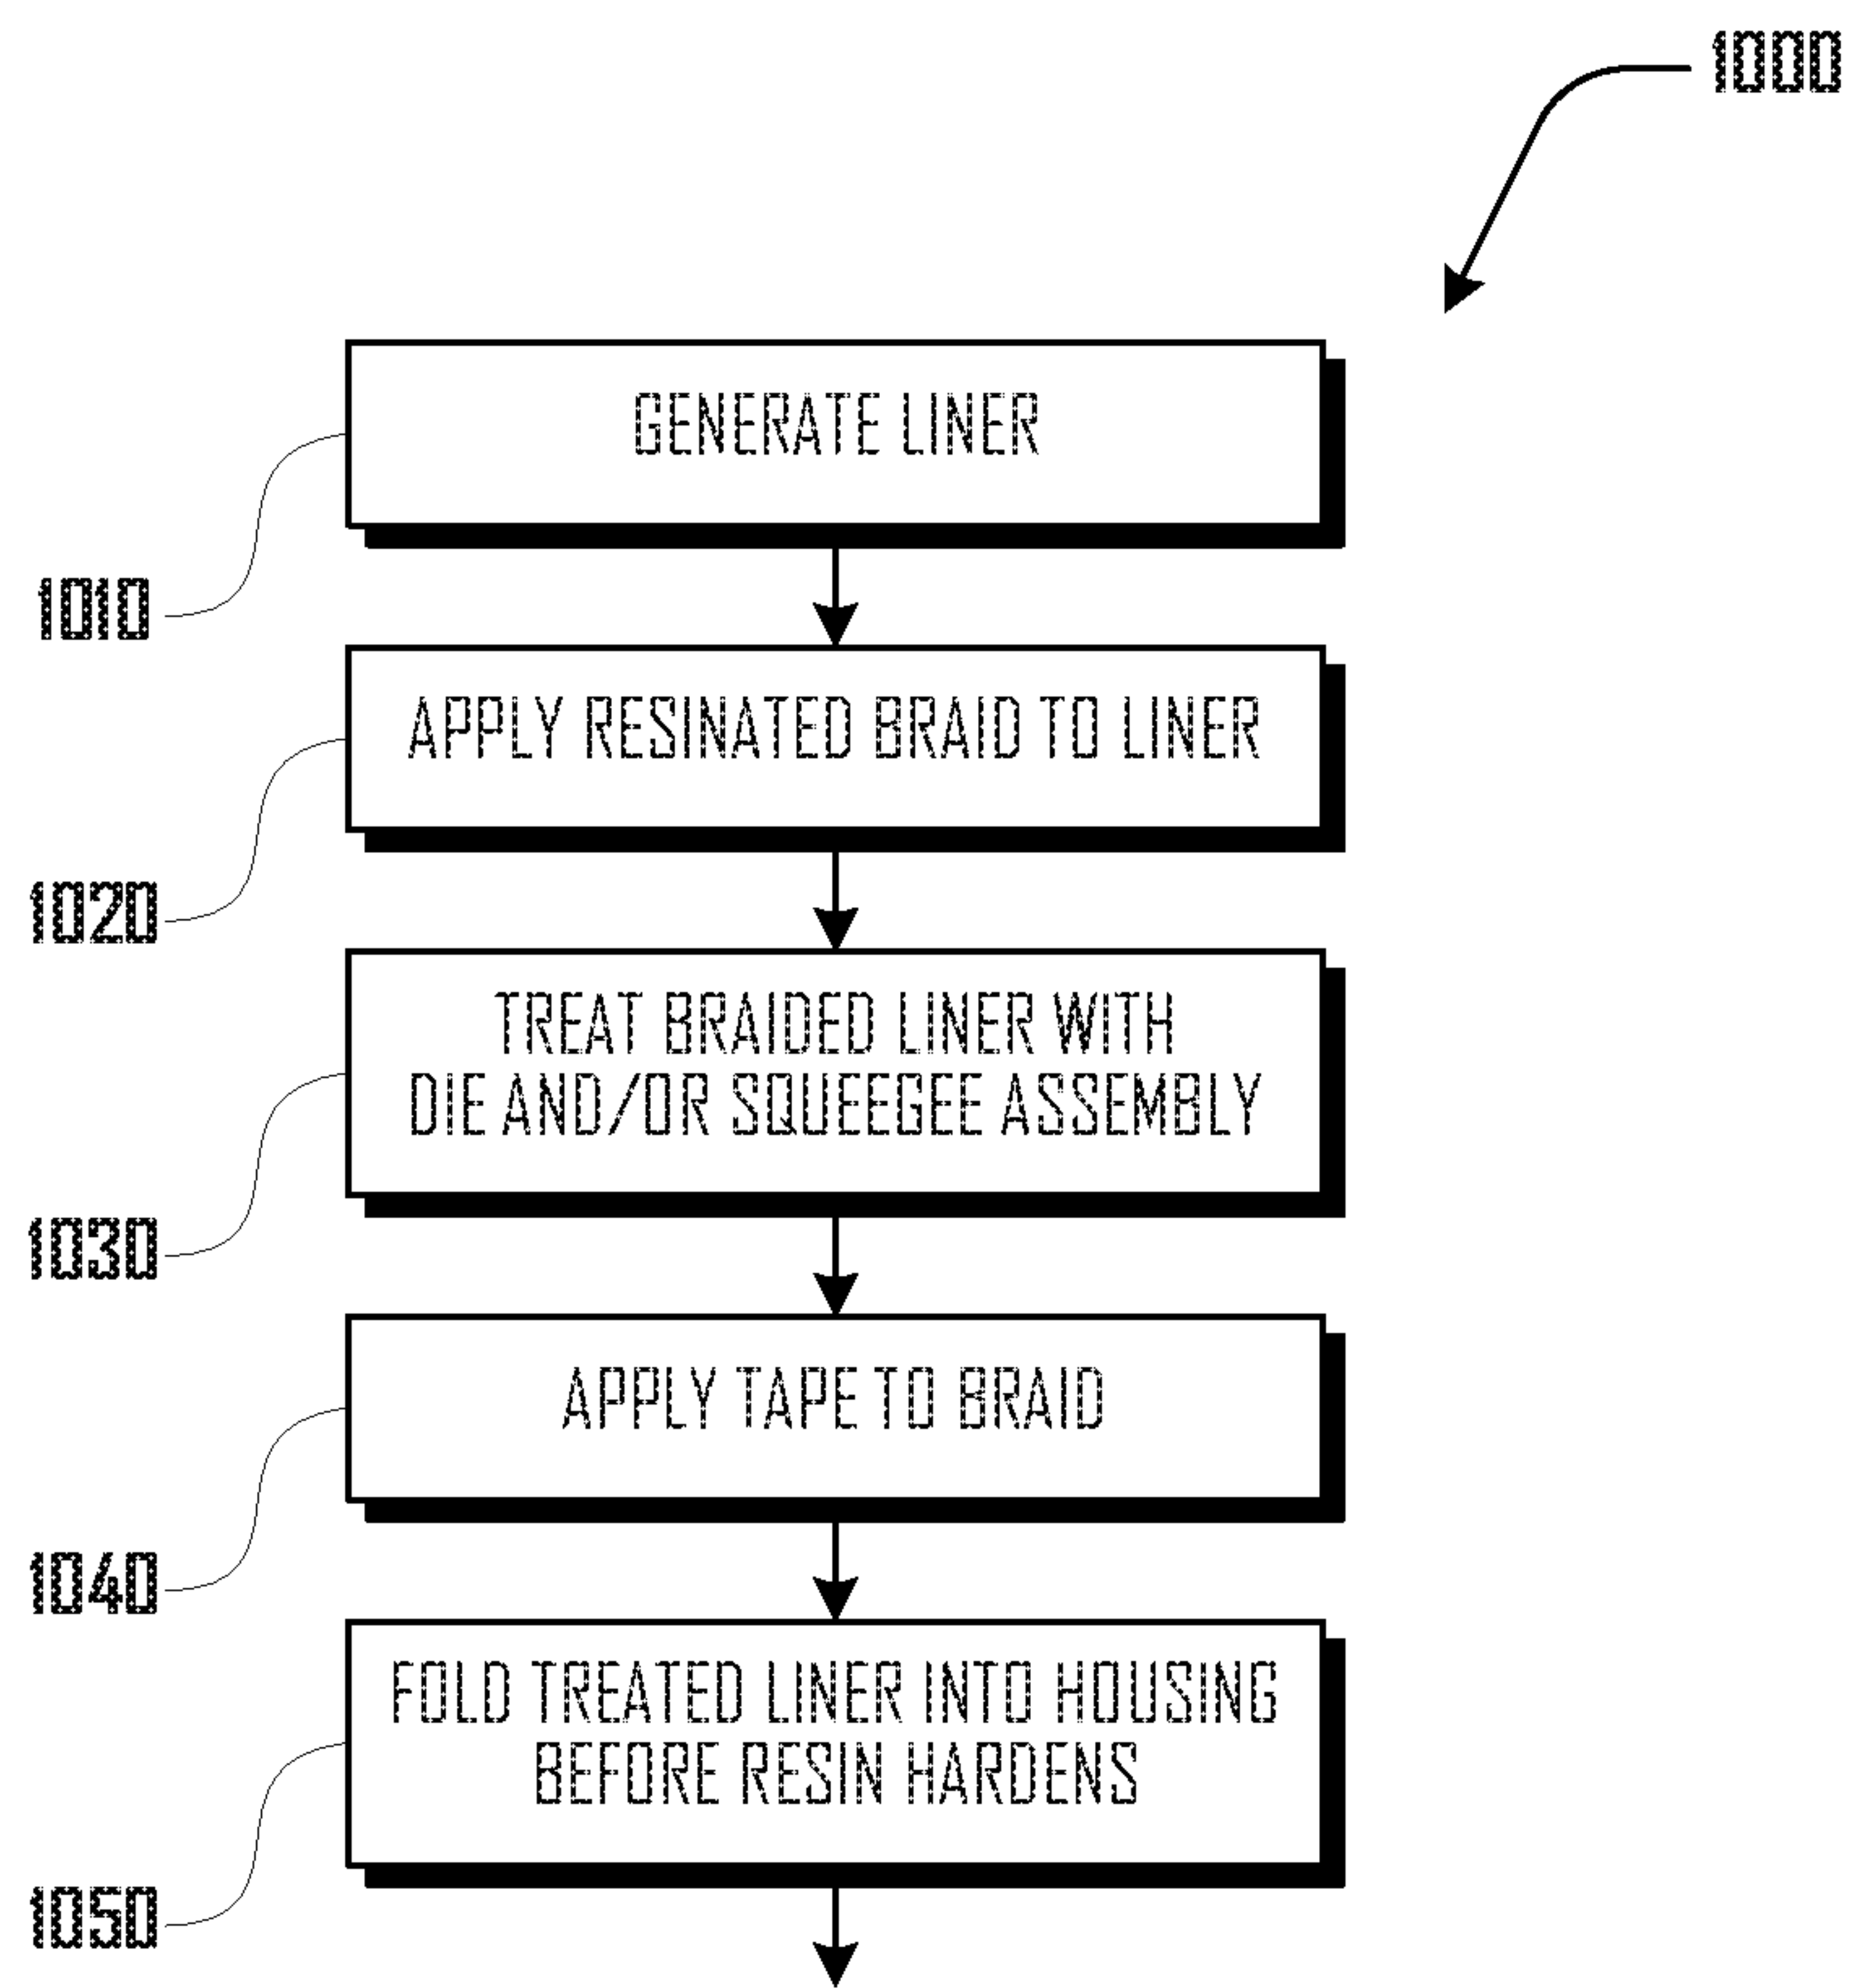 1000
GENERATE LINER
1010
APPLY RESINATED BRAID TO LINER
1020
TREAT BRAIDED LINER WITH
DIE AND/OR SQUEEGEE ASSEMBLY
1030
APPLY TAPE TO BRAID
1040
FOLD TREATED LINER INTO HOUSING
BEFORE RESIN HARDENS
1050